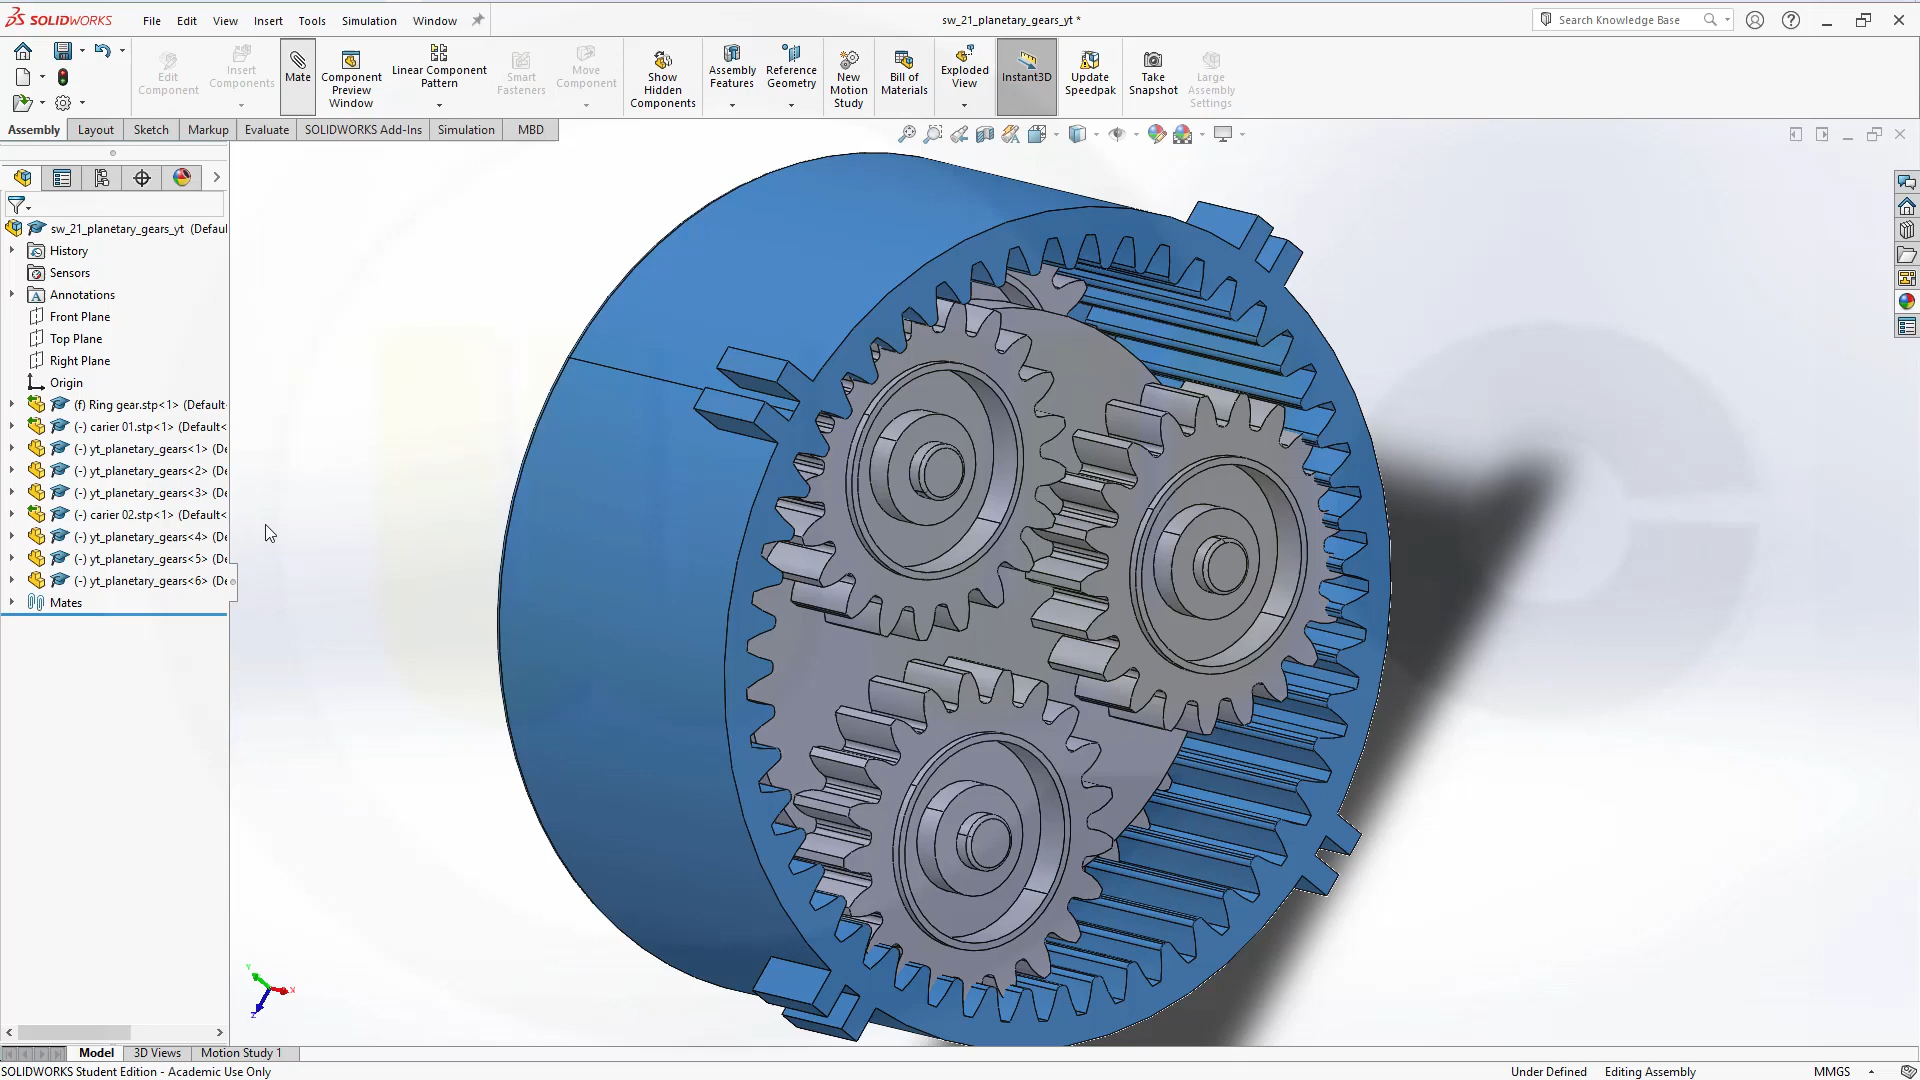 SOLIDWORKS File Edit View Insert Tools Simulation Window sw_21_planetary_gears_yt * Search Knowledge Base
Edit Component
Insert Components
Mate
Component Preview Window
Linear Component Pattern
Smart Fasteners
Move Component
Show Hidden Components
Assembly Features
Reference Geometry
New Motion Study
Bill of Materials
Exploded View
Instant3D
Update Speedpak
Take Snapshot
Large Assembly Settings
Assembly Layout Sketch Markup Evaluate SOLIDWORKS Add-Ins Simulation MBD
sw_21_planetary_gears_yt (Defaul
History
Sensors
Annotations
Front Plane
Top Plane
Right Plane
Origin
(f) Ring gear.stp<1> (Default
(-) carier 01.stp<1> (Default<
(-) yt_planetary_gears<1> (De
(-) yt_planetary_gears<2> (De
(-) yt_planetary_gears<3> (De
(-) carier 02.stp<1> (Default<
(-) yt_planetary_gears<4> (De
(-) yt_planetary_gears<5> (De
(-) yt_planetary_gears<6> (De
Mates
Y
X
Z
Model 3D Views Motion Study 1
SOLIDWORKS Student Edition - Academic Use Only Under Defined Editing Assembly MMGS